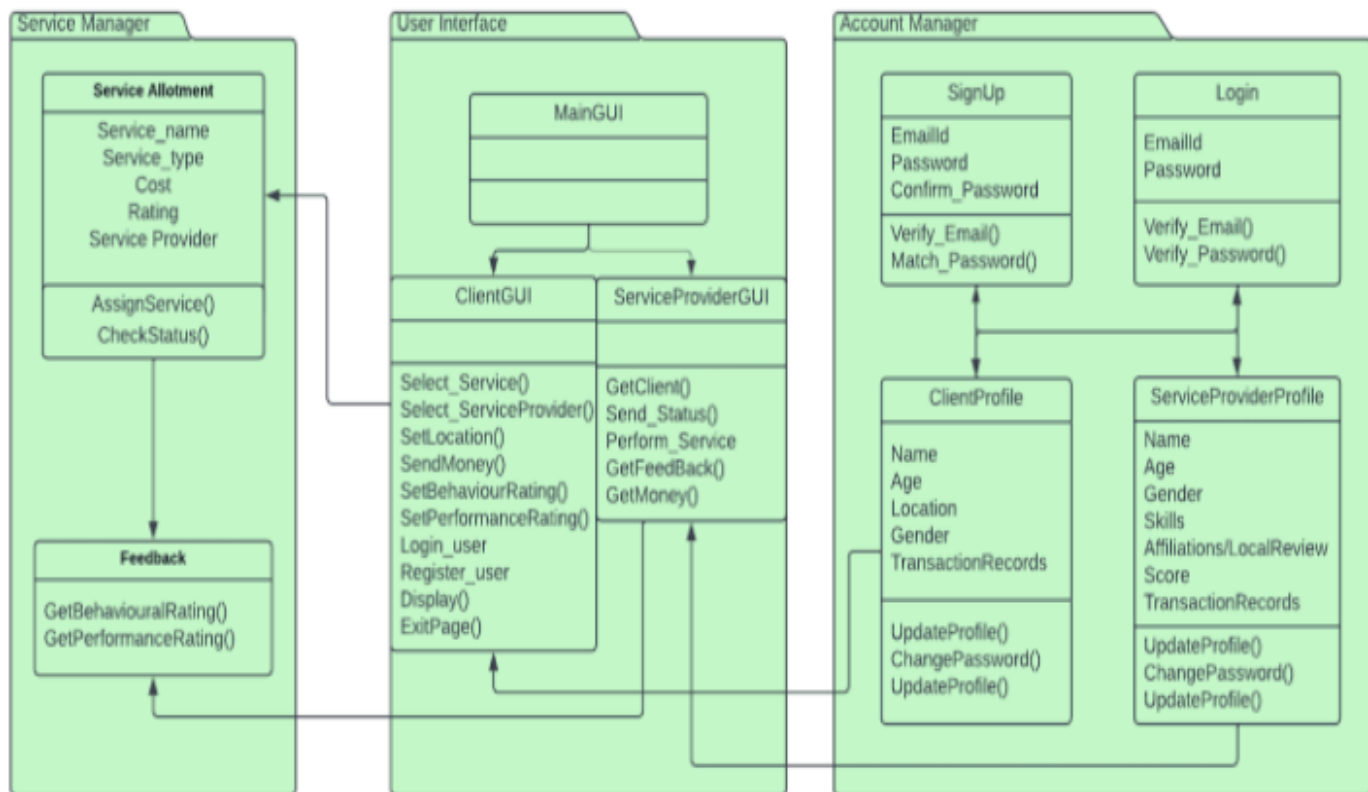 Service Manager
Service Allotment
Service_name
Service_type
Cost
Rating
Service Provider
AssignService()
CheckStatus()
Feedback
GetBehaviouralRating()
GetPerformanceRating()
User Interface
MainGUI
ClientGUI
Select_Service()
Select_ServiceProvider()
SetLocation()
SendMoney()
SetBehaviourRating()
SetPerformanceRating()
Login_user
Register_user
Display()
ExitPage()
ServiceProviderGUI
GetClient()
Send_Status()
Perform_Service
GetFeedBack()
GetMoney()
Account Manager
SignUp
EmailId
Password
Confirm_Password
Verify_Email()
Match_Password()
Login
EmailId
Password
Verify_Email()
Verify_Password()
ClientProfile
Name
Age
Location
Gender
TransactionRecords
UpdateProfile()
ChangePassword()
UpdateProfile()
ServiceProviderProfile
Name
Age
Gender
Skills
Affiliations/LocalReview
Score
TransactionRecords
UpdateProfile()
ChangePassword()
UpdateProfile()